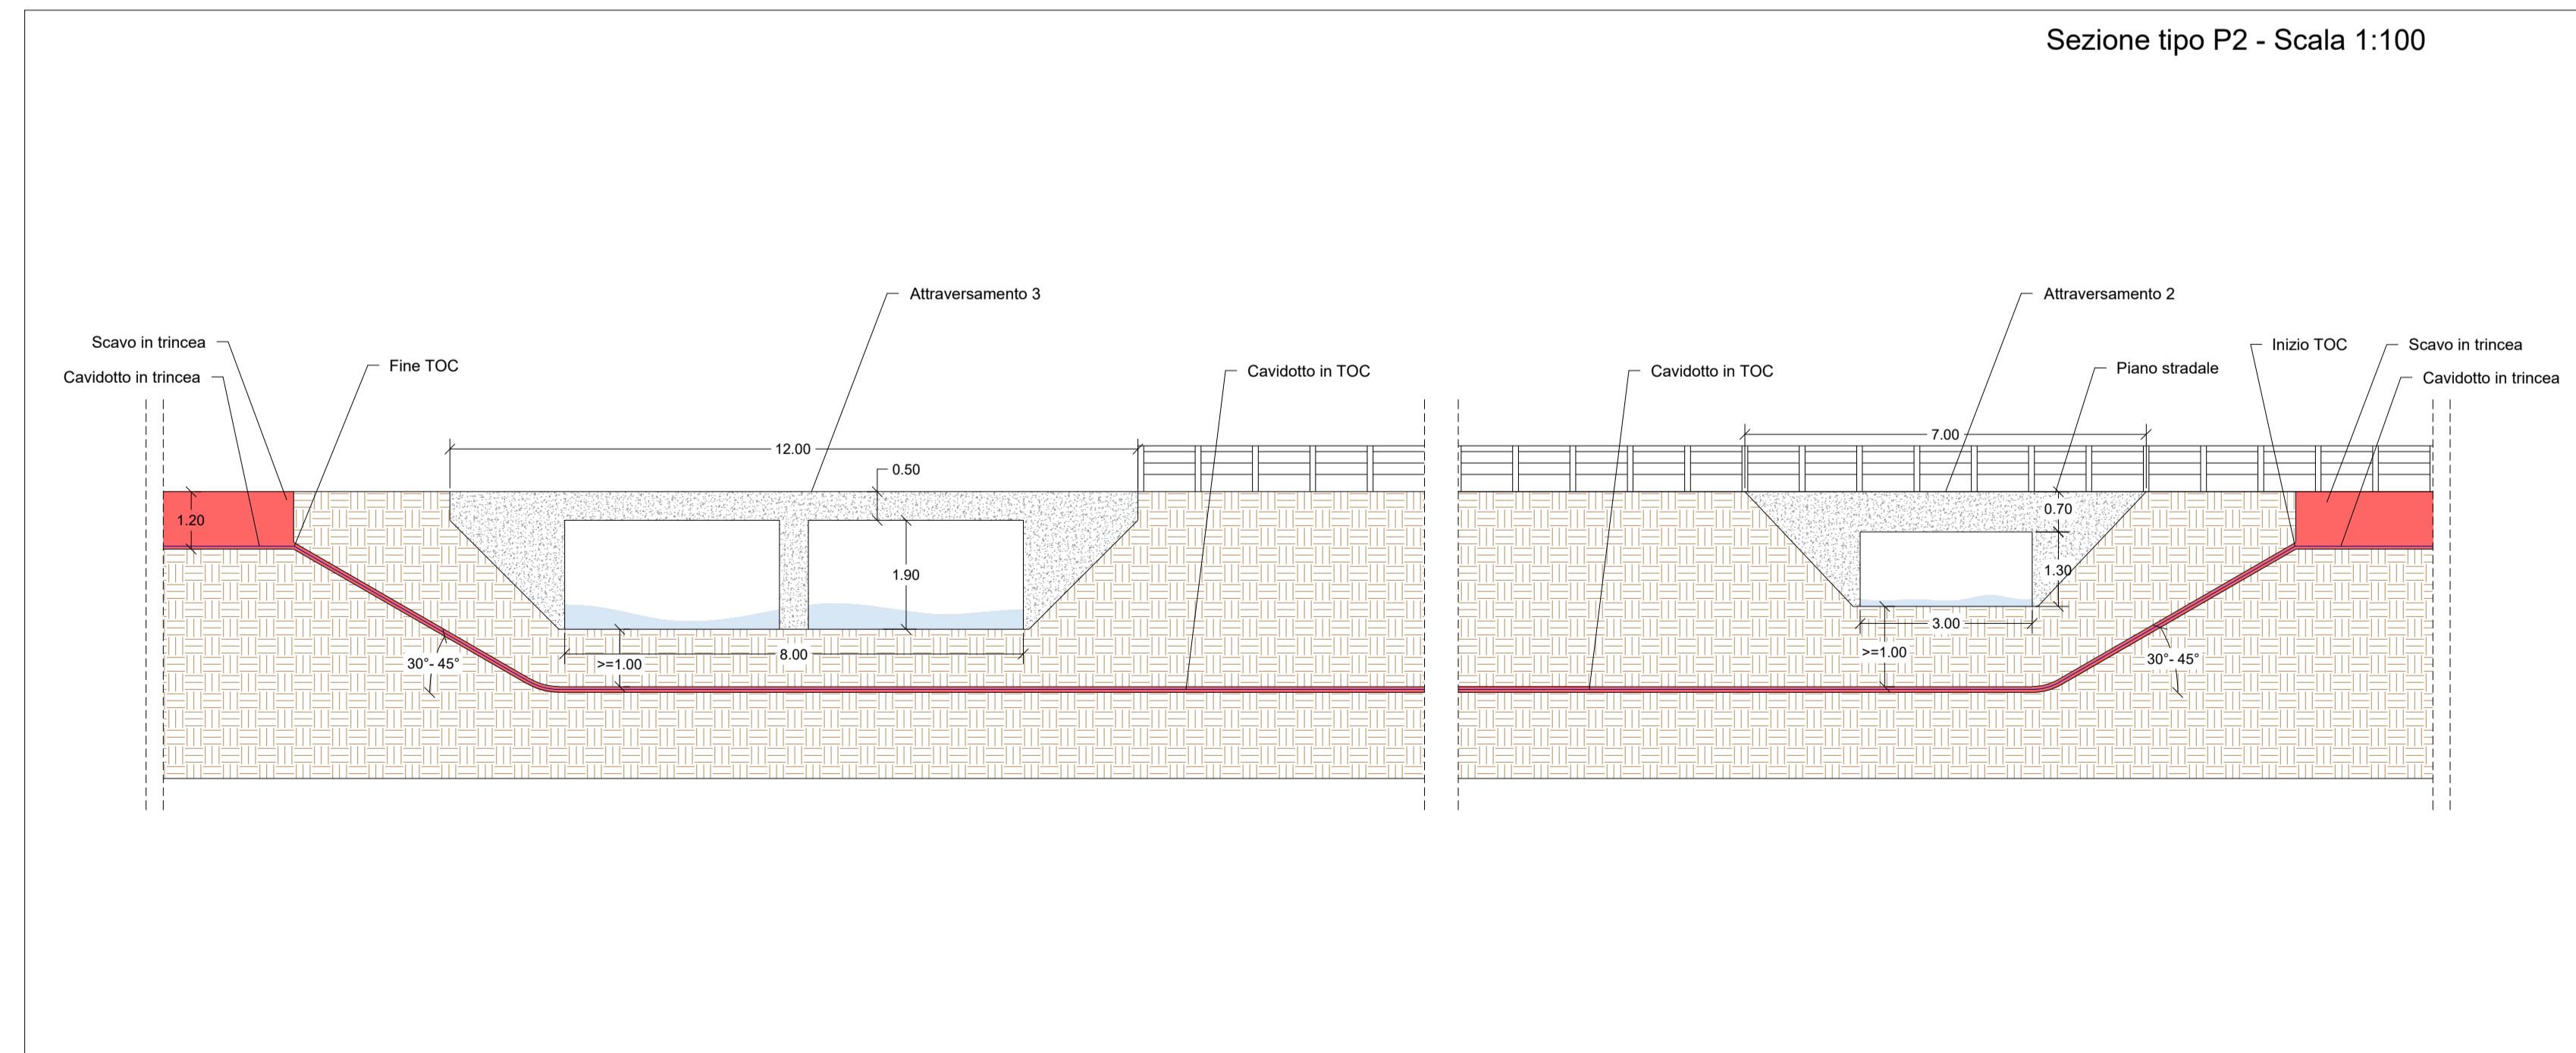 Sezione tipo P2 - Scala 1:100
Attraversamento 3
Attraversamento 2
Scavo in trincea
Cavidotto in trincea
Fine TOC
Cavidotto in TOC
Cavidotto in TOC
Piano stradale
Inizio TOC
Scavo in trincea
Cavidotto in trincea
12.00
7.00
0.50
1.20
0.70
1.90
1.30
3.00
8.00
>=1.00
>=1.00
30°- 45°
30°- 45°